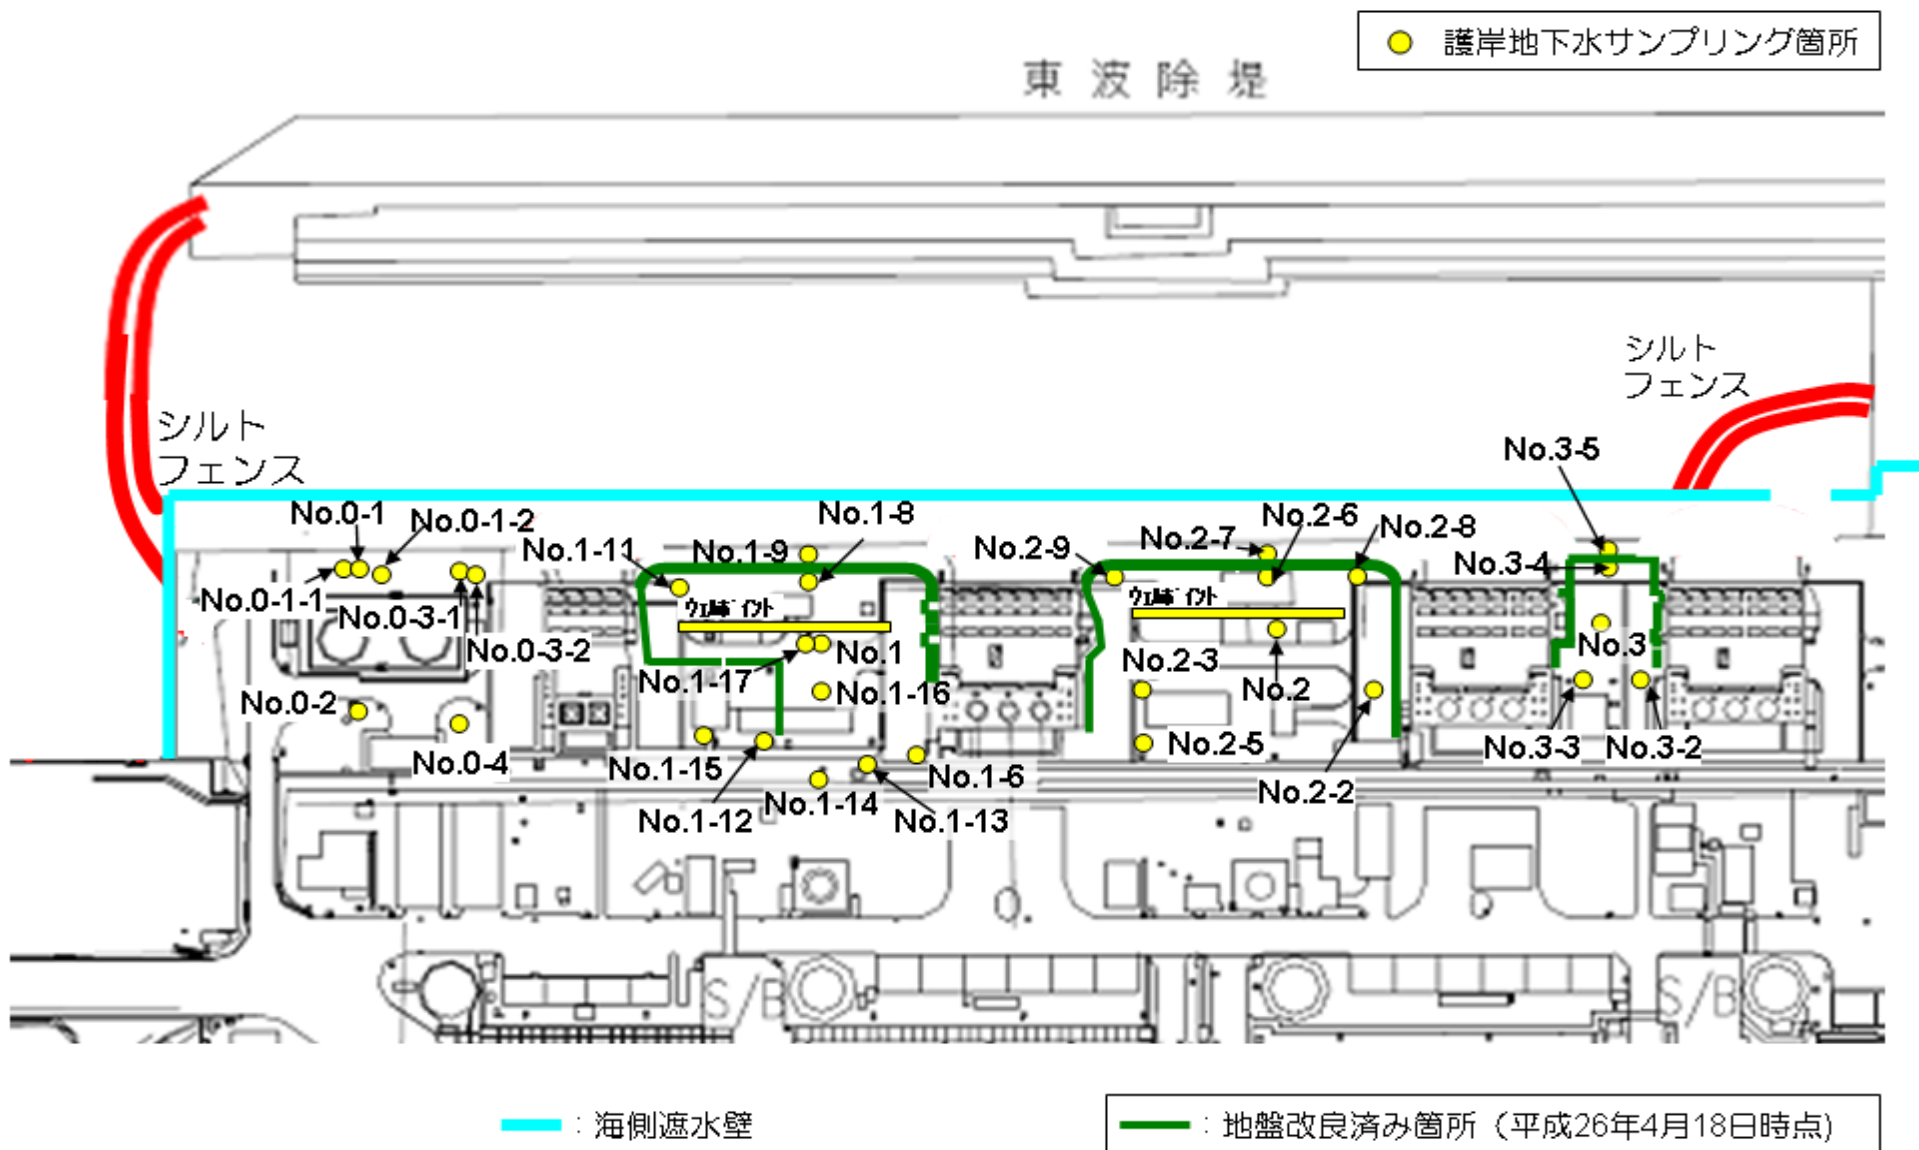 護岸地下水サンプリング箇所
東波除堤
シルト
フェンス
シルト
フェンス
No.3-5
No.0-1
No.0-1-2
No.1-8
No.2-6
No.2-8
No.1-11
No.1-9
No.2-9
No.2-7
No.3-4
No.0-1-1
No.0-3-1
ウェルポイント
ウェルポイント
No.0-3-2
No.1
No.3
No.1-17
No.2-3
No.2
No.1-16
No.0-2
No.0-4
No.1-15
No.2-5
No.3-3
No.3-2
No.1-6
No.1-14
No.2-2
No.1-12
No.1-13
S/B
S/B
：海側遮水壁
：地盤改良済み箇所（平成26年4月18日時点)